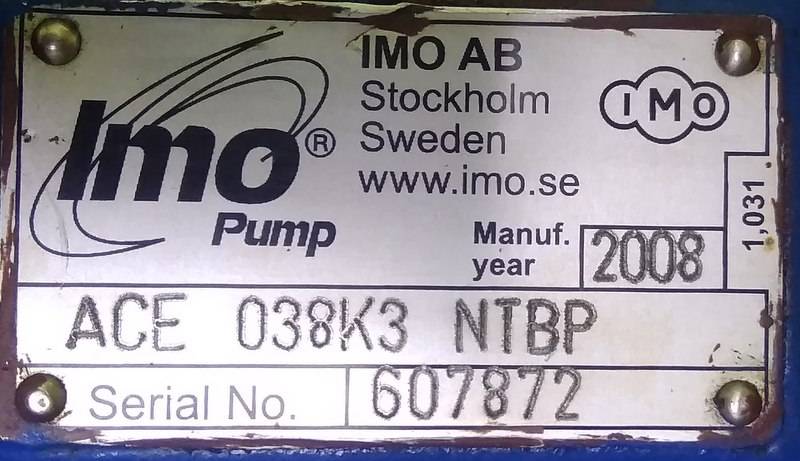 Imo®
Pump
IMO AB
Stockholm
Sweden
www.imo.se
IMO
Manuf.
year
2008
1,031
ACE 038K3 NTBP
Serial No. 607872